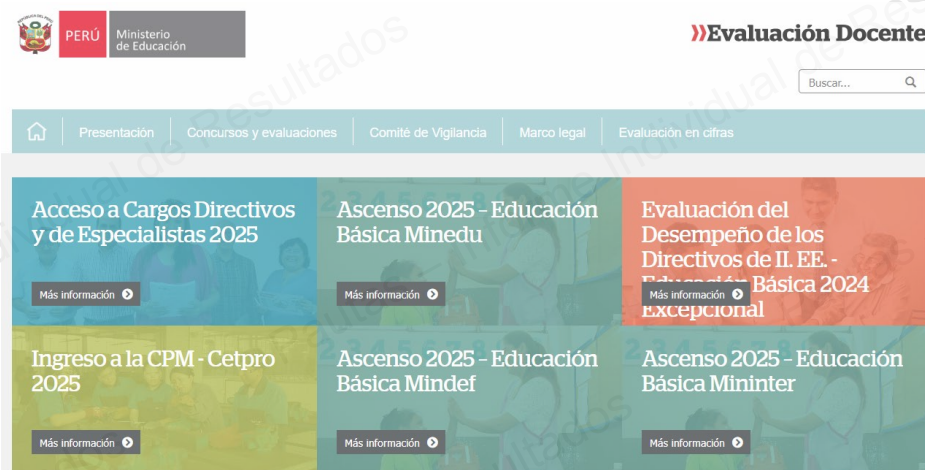 PERÚ
Ministerio
de Educación
Evaluación Docente
Buscar...
Presentación
Concursos y evaluaciones
Comité de Vigilancia
Marco legal
Evaluación en cifras
Acceso a Cargos Directivos
y de Especialistas 2025
Más información
Ascenso 2025 – Educación
Básica Minedu
Más información
Evaluación del
Desempeño de los
Directivos de II. EE. -
Educación Básica 2024
Excepcional
Más información
Ingreso a la CPM - Cetpro
2025
Más información
Ascenso 2025 – Educación
Básica Mindef
Más información
Ascenso 2025 – Educación
Básica Mininter
Más información